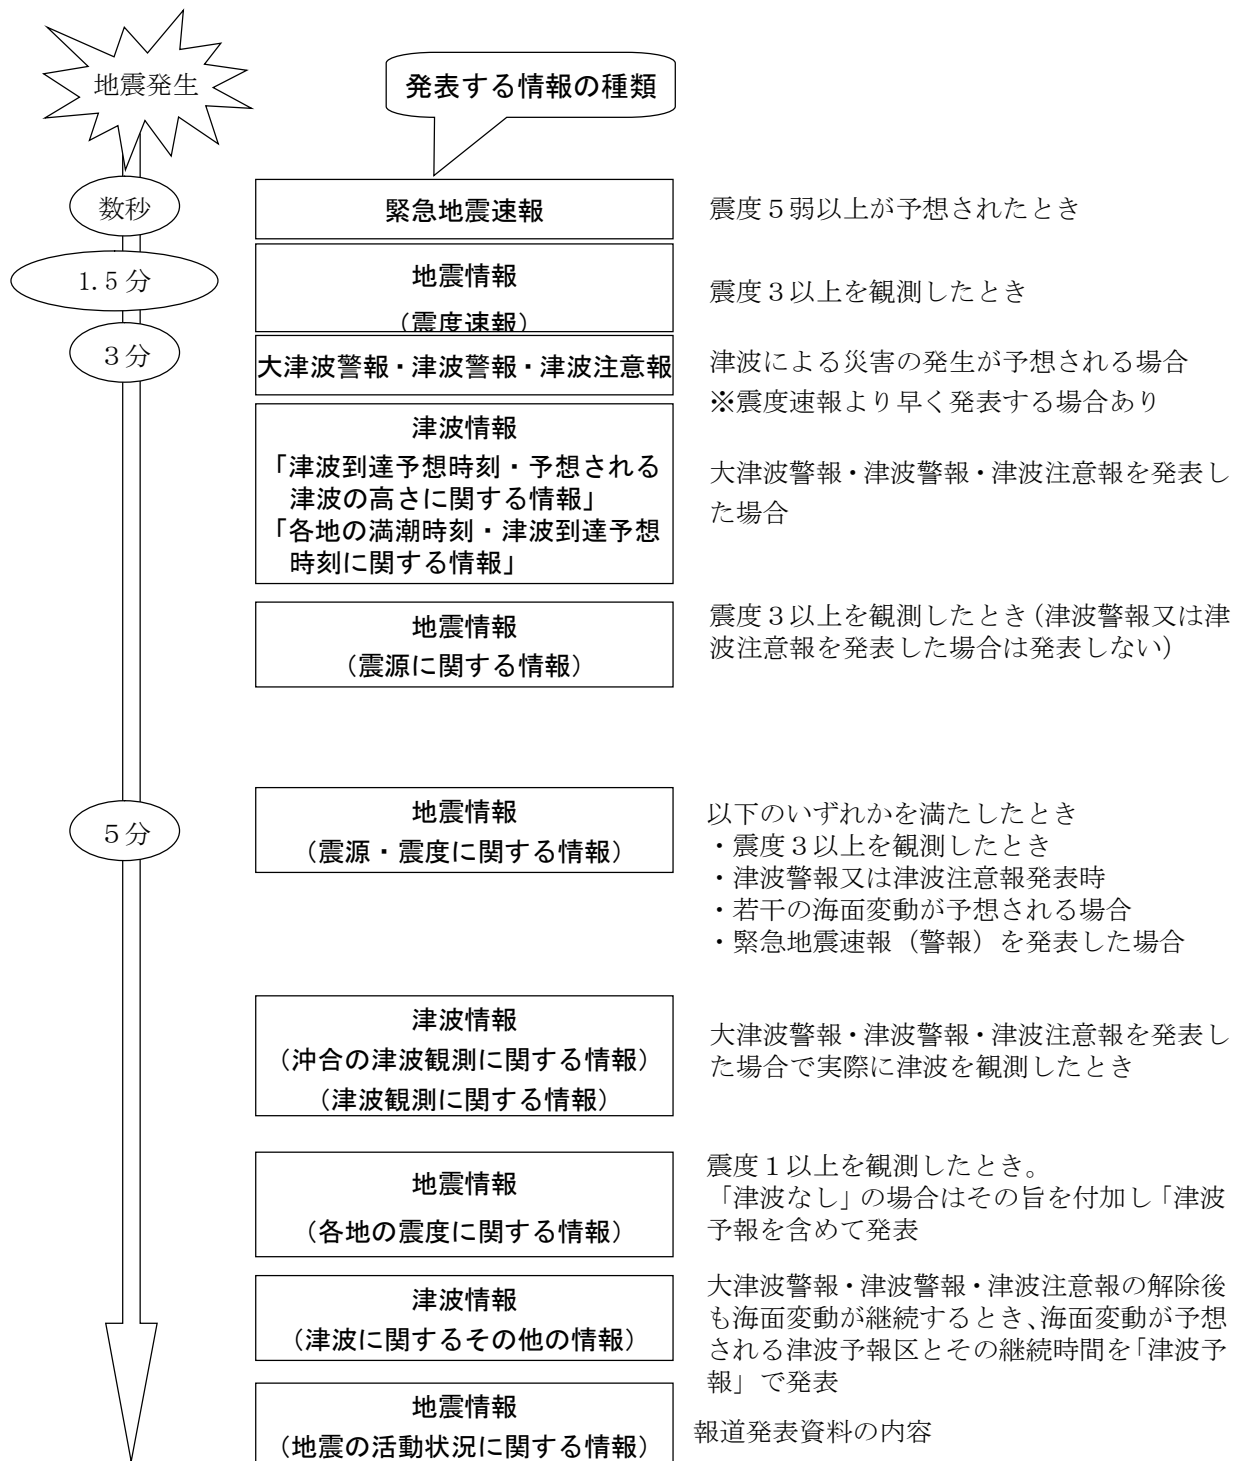 地震発生
発表する情報の種類
数秒
緊急地震速報
震度５弱以上が予想されたとき
1.5分
地震情報
（震度速報）
震度３以上を観測したとき
３分
大津波警報・津波警報・津波注意報
津波による災害の発生が予想される場合
※震度速報より早く発表する場合あり
津波情報
「津波到達予想時刻・予想される
津波の高さに関する情報」
「各地の満潮時刻・津波到達予想
時刻に関する情報」
大津波警報・津波警報・津波注意報を発表し
た場合
地震情報
（震源に関する情報）
震度３以上を観測したとき（津波警報又は津
波注意報を発表した場合は発表しない）
５分
地震情報
（震源・震度に関する情報）
以下のいずれかを満たしたとき
・震度３以上を観測したとき
・津波警報又は津波注意報発表時
・若干の海面変動が予想される場合
・緊急地震速報（警報）を発表した場合
津波情報
（沖合の津波観測に関する情報）
（津波観測に関する情報）
大津波警報・津波警報・津波注意報を発表し
た場合で実際に津波を観測したとき
地震情報
（各地の震度に関する情報）
震度１以上を観測したとき。
「津波なし」の場合はその旨を付加し「津波
予報を含めて発表
津波情報
（津波に関するその他の情報）
大津波警報・津波警報・津波注意報の解除後
も海面変動が継続するとき、海面変動が予想
される津波予報区とその継続時間を「津波予
報」で発表
地震情報
（地震の活動状況に関する情報）
報道発表資料の内容